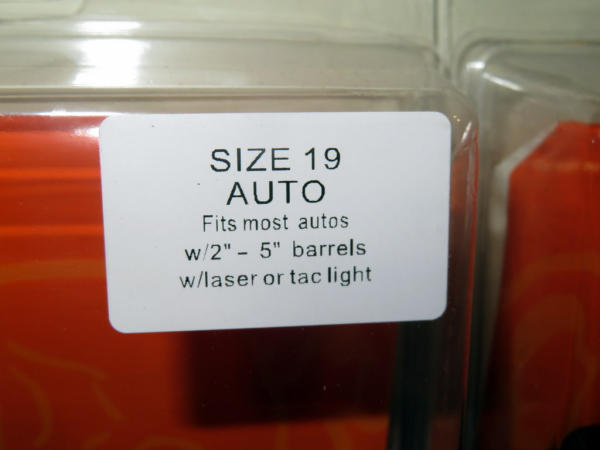 SIZE 19
AUTO
Fits most autos
w/2" - 5" barrels
w/laser or tac light